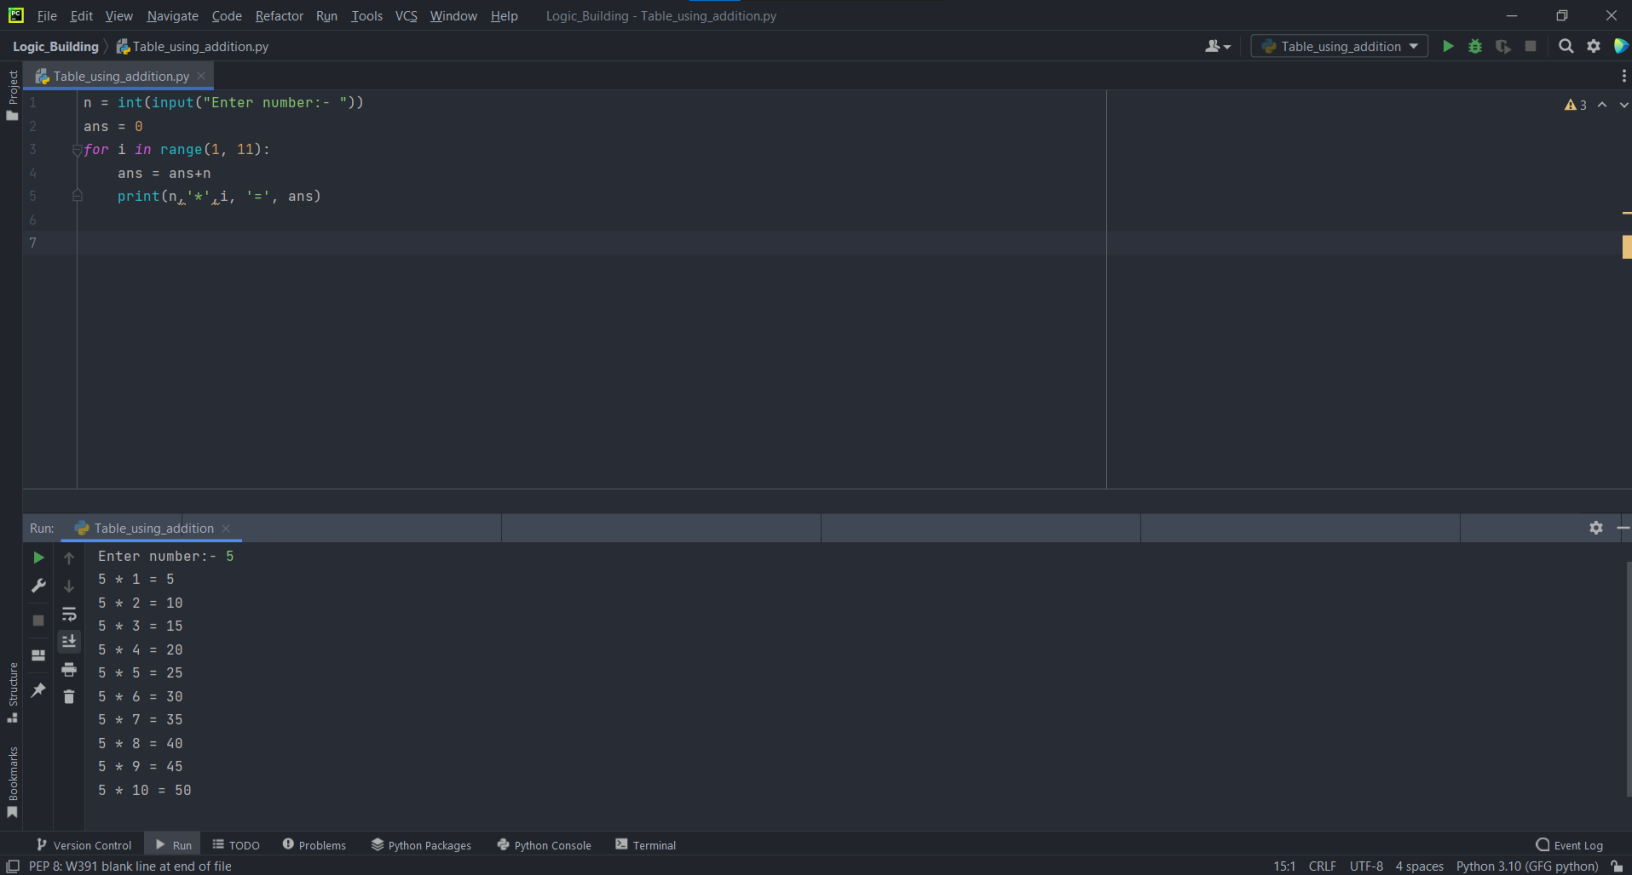 PC File Edit View Navigate Code Refactor Run Tools VCS Window Help Logic_Building - Table_using_addition.py
Logic_Building Table_using_addition.py Table_using_addition
Project
Table_using_addition.py
1 n = int(input("Enter number:- "))
2 ans = 0
3 for i in range(1, 11):
4 ans = ans+n
5 print(n,'*',i, '=', ans)
6
7
3
Run: Table_using_addition
Enter number:- 5
5 * 1 = 5
5 * 2 = 10
5 * 3 = 15
5 * 4 = 20
5 * 5 = 25
5 * 6 = 30
5 * 7 = 35
5 * 8 = 40
5 * 9 = 45
5 * 10 = 50
Structure
Bookmarks
Version Control Run TODO Problems Python Packages Python Console Terminal Event Log
PEP 8: W391 blank line at end of file 15:1 CRLF UTF-8 4 spaces Python 3.10 (GFG python)